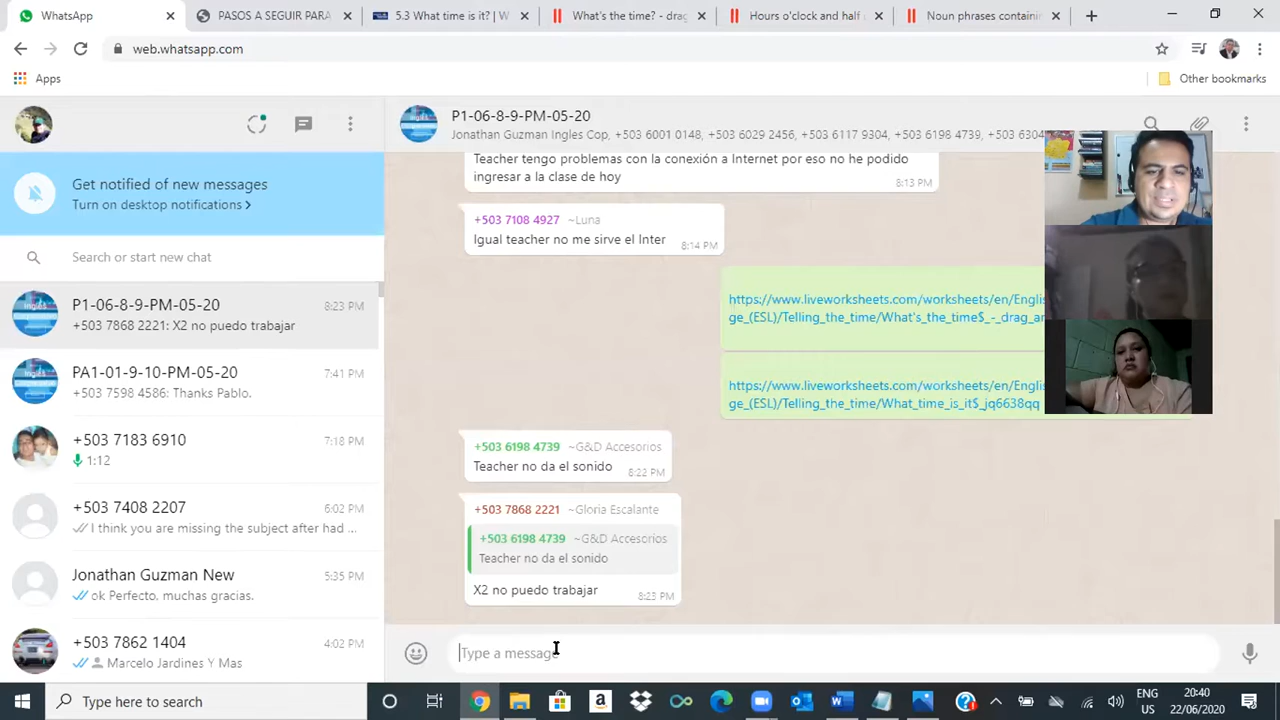 WhatsApp
PASOS A SEGUIR PARA
5.3 What time is it? | W
What's the time? - drag
Hours o'clock and half
Noun phrases containin
web.whatsapp.com
Apps
Other bookmarks
P1-06-8-9-PM-05-20
Jonathan Guzman Ingles Cop, +503 6001 0148, +503 6029 2456, +503 6117 9304, +503 6198 4739, +503 6304
Get notified of new messages
Turn on desktop notifications >
Search or start new chat
P1-06-8-9-PM-05-20
8:23 PM
+503 7868 2221: X2 no puedo trabajar
PA1-01-9-10-PM-05-20
7:41 PM
+503 7598 4586: Thanks Pablo.
+503 7183 6910
7:18 PM
1:12
+503 7408 2207
6:02 PM
I think you are missing the subject after had ...
Jonathan Guzman New
5:35 PM
ok Perfecto, muchas gracias.
+503 7862 1404
4:02 PM
Marcelo Jardines Y Mas
Teacher tengo problemas con la conexión a Internet por eso no he podido
ingresar a la clase de hoy
8:13 PM
+503 7108 4927 ~Luna
Igual teacher no me sirve el Inter
8:14 PM
https://www.liveworksheets.com/worksheets/en/Englis
ge_(ESL)/Telling_the_time/What's_the_time$_-_drag_an
https://www.liveworksheets.com/worksheets/en/Englis
ge_(ESL)/Telling_the_time/What_time_is_it$_jq6638qq
+503 6198 4739 ~G&D Accesorios
Teacher no da el sonido
8:22 PM
+503 7868 2221 ~Gloria Escalante
+503 6198 4739 ~G&D Accesorios
Teacher no da el sonido
X2 no puedo trabajar
8:23 PM
Type a message
Type here to search
ENG
US
20:40
22/06/2020